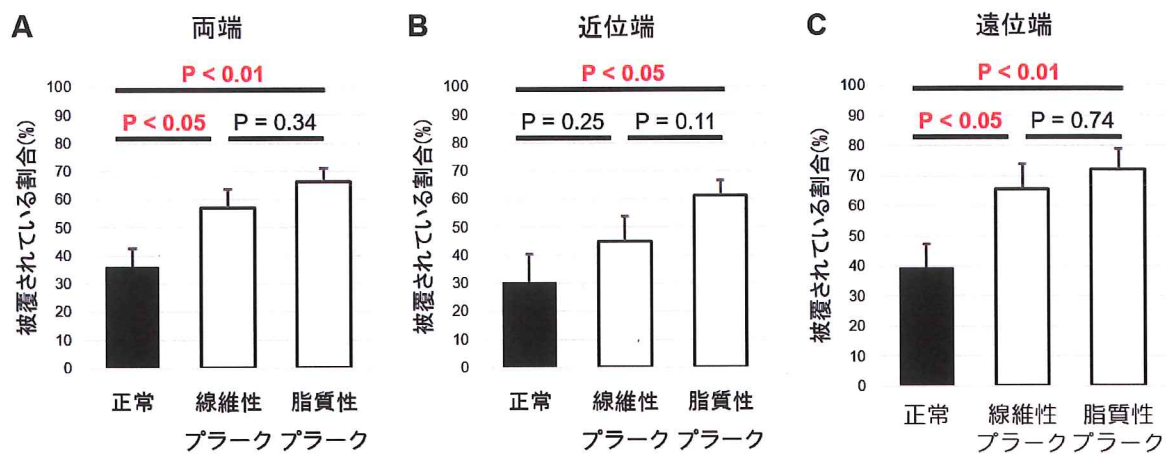 A 両端
被覆されている割合(%)
P < 0.01
P < 0.05 P = 0.34
100
90
80
70
60
50
40
30
20
10
0
正常 線維性 脂質性
プラーク プラーク
B 近位端
被覆されている割合(%)
P < 0.05
P = 0.25 P = 0.11
100
90
80
70
60
50
40
30
20
10
0
正常 線維性 脂質性
プラーク プラーク
C 遠位端
被覆されている割合(%)
P < 0.01
P < 0.05 P = 0.74
100
90
80
70
60
50
40
30
20
10
0
正常 線維性 脂質性
プラーク プラーク